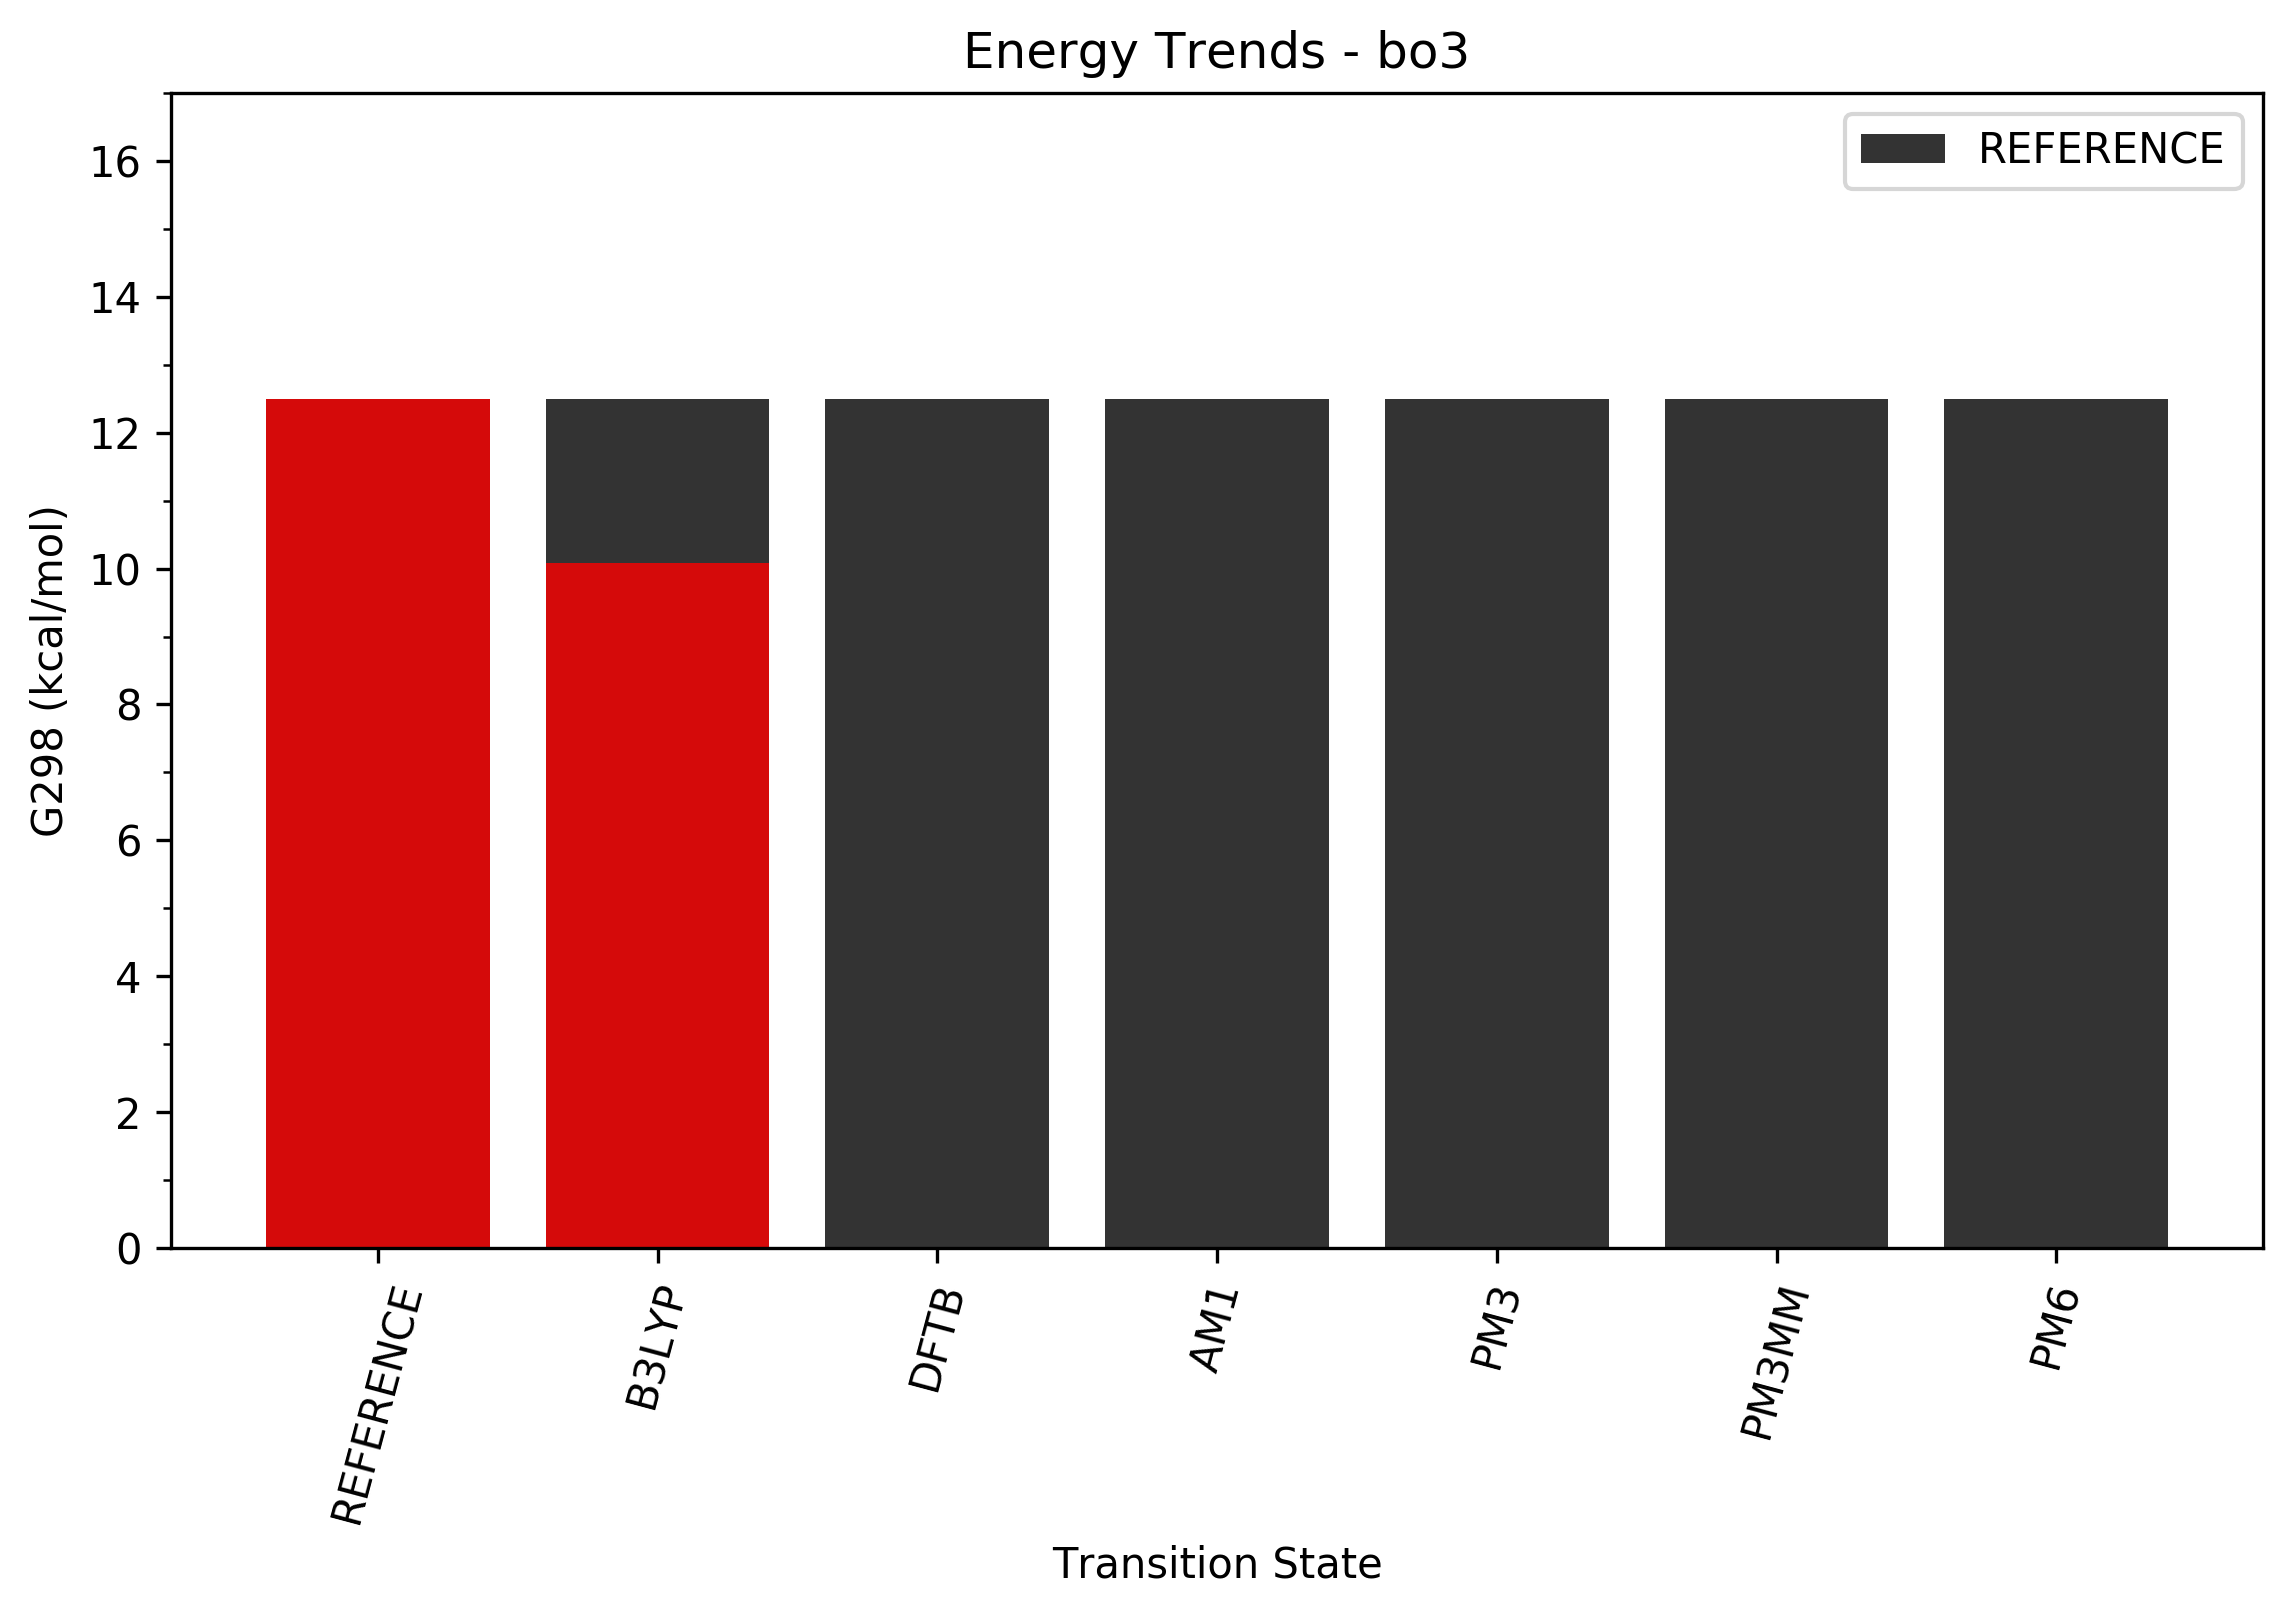 Energy Trends - bo3
REFERENCE
G298 (kcal/mol)
16
14
12
10
8
6
4
2
0
REFERENCE
B3LYP
DFTB
AM1
PM3
PM3MM
PM6
Transition State